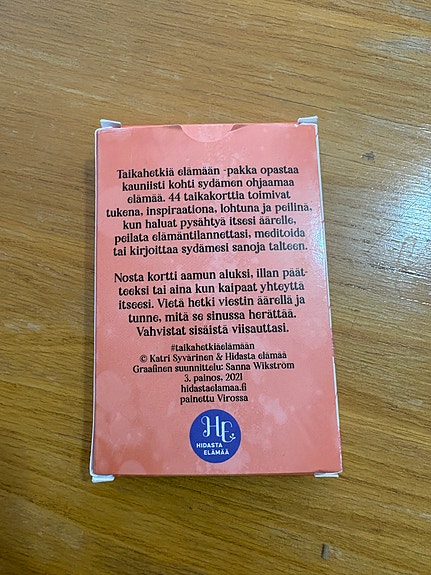 Taikahetkiä elämään -pakka opastaa
kauniisti kohti sydämen ohjaamaa
elämää. 44 taikakorttia toimivat
tukena, inspiraationa, lohtuna ja peilinä,
kun haluat pysähtyä itsesi äärelle,
peilata elämäntilannettasi, meditoida
tai kirjoittaa sydämesi sanoja talteen.
Nosta kortti aamun aluksi, illan päät-
teeksi tai aina kun kaipaat yhteyttä
itseesi. Vietä hetki viestin äärellä ja
tunne, mitä se sinussa herättää.
Vahvistat sisäistä viisauttasi.
#taikahetkiäelämään
© Katri Syvärinen & Hidasta elämää
Graafinen suunnittelu: Sanna Wikström
3. painos, 2021
hidastaelamaa.fi
painettu Virossa
HE
HIDASTA
ELÄMÄÄ